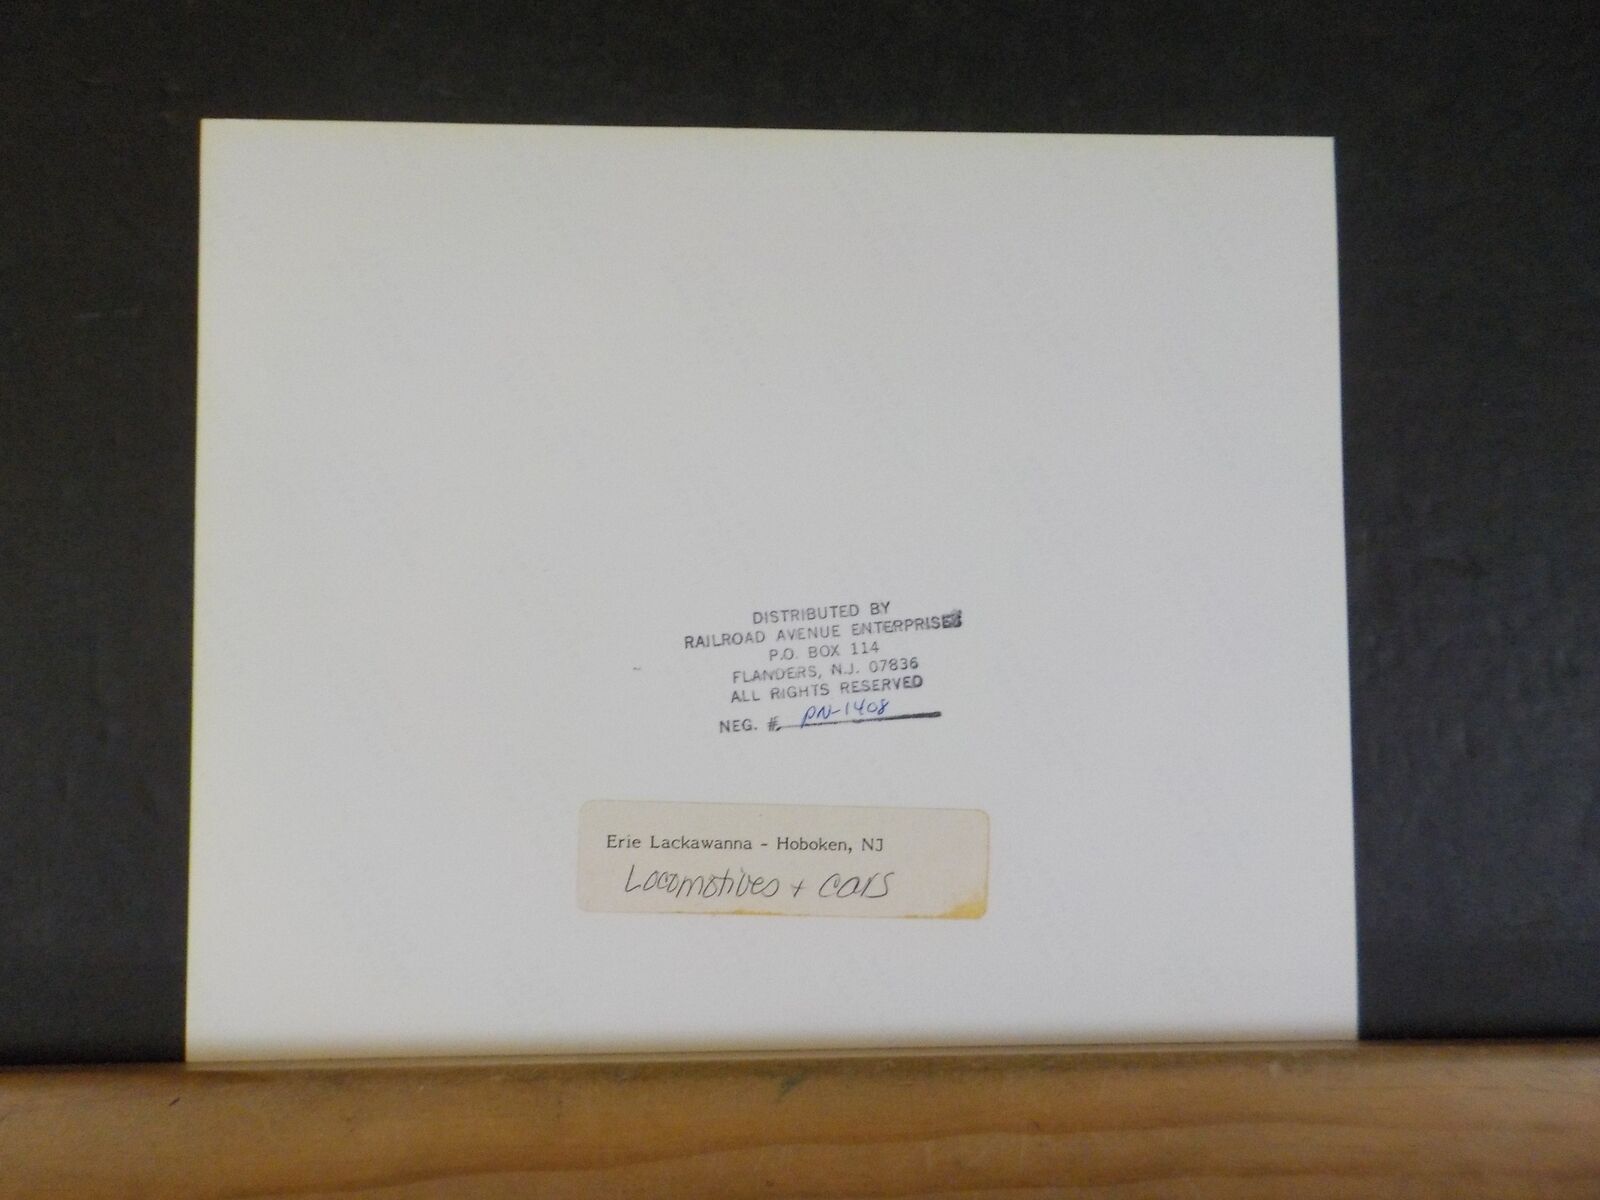 DISTRIBUTED BY
RAILROAD AVENUE ENTERPRISES
P.O. BOX 114
FLANDERS, N.J. 07836
ALL RIGHTS RESERVED
NEG. # PN-1408
Erie Lackawanna - Hoboken, NJ
Locomotives + cars